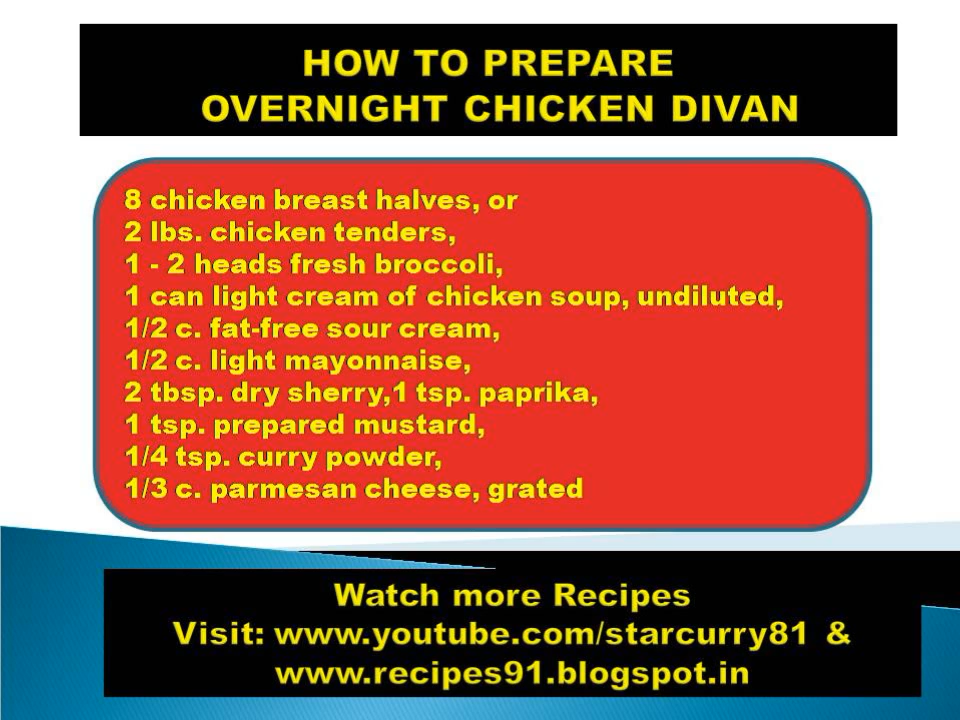 HOW TO PREPARE
OVERNIGHT CHICKEN DIVAN
8 chicken breast halves, or
2 lbs. chicken tenders,
1 - 2 heads fresh broccoli,
1 can light cream of chicken soup, undiluted,
1/2 c. fat-free sour cream,
1/2 c. light mayonnaise,
2 tbsp. dry sherry,1 tsp. paprika,
1 tsp. prepared mustard,
1/4 tsp. curry powder,
1/3 c. parmesan cheese, grated
Watch more Recipes
Visit: www.youtube.com/starcurry81 &
www.recipes91.blogspot.in